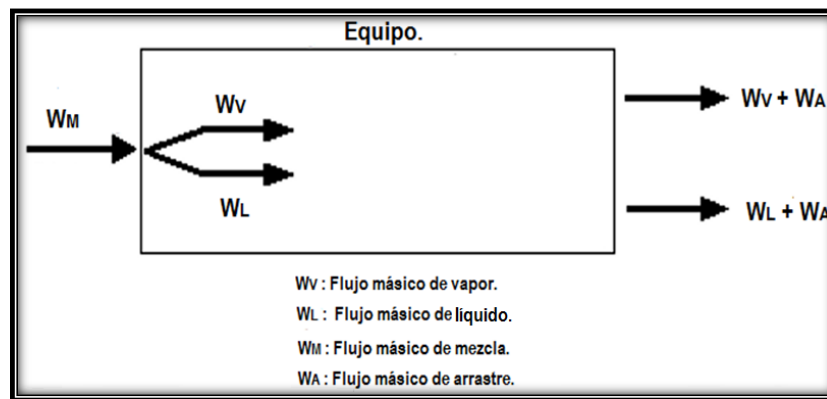 Equipo.
WM
WV
WL
WV + WA
WL + WA
WV : Flujo másico de vapor.
WL : Flujo másico de líquido.
WM : Flujo másico de mezcla.
WA : Flujo másico de arrastre.